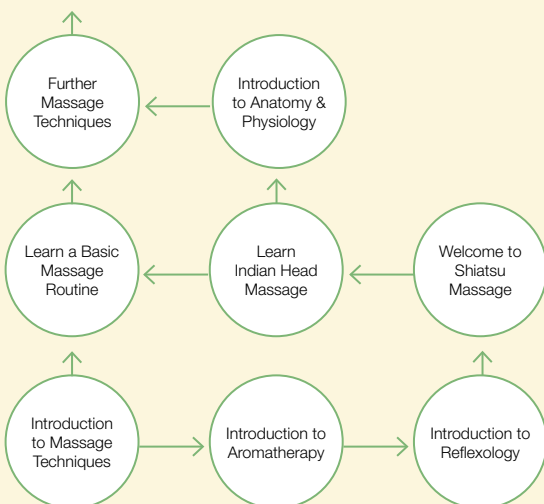 Further
Massage
Techniques
Introduction
to Anatomy &
Physiology
Learn a Basic
Massage
Routine
Learn
Indian Head
Massage
Welcome to
Shiatsu
Massage
Introduction
to Massage
Techniques
Introduction to
Aromatherapy
Introduction to
Reflexology